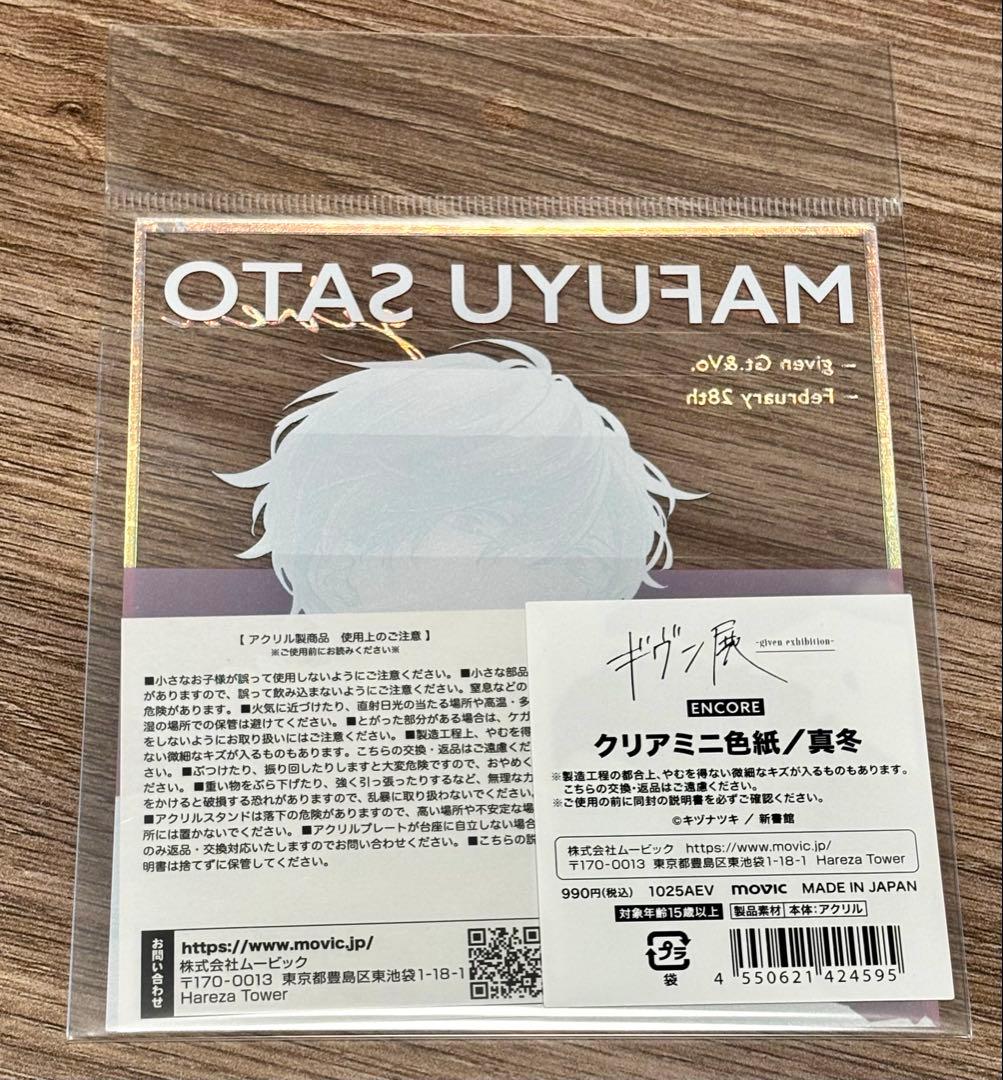 MAFUYU SATO
- given Gt.&Vo.
- February 28th
【 アクリル製商品 使用上のご注意 】
※ご使用前にお読みください※
■小さなお子様が誤って使用しないようにご注意ください。 ■小さな部品
がありますので、誤って飲み込まないようにご注意ください。窒息などの
危険があります。 ■火気に近づけたり、直射日光の当たる場所や高温・多
湿の場所での保管は避けてください。 ■とがった部分がある場合は、ケガ
をしないようにお取り扱いにはご注意ください。 ■製造工程上、やむを得
ない微細なキズが入るものもあります。こちらの交換・返品はご遠慮くだ
さい。 ■ぶつけたり、振り回したりしますと大変危険ですので、おやめく
ださい。 ■重い物をぶら下げたり、強く引っ張ったりするなど、無理な力
をかけると破損する恐れがありますので、乱暴に取り扱わないでください。
■アクリルスタンドは落下の危険がありますので、高い場所や不安定な場
所には置かないでください。 ■アクリルプレートが台座に自立しない場合
のみ返品・交換対応いたしますのでお問い合わせください。 ■こちらの説
明書は捨てずに保管してください。
お問い合わせ
https://www.movic.jp/
株式会社ムービック
〒170-0013 東京都豊島区東池袋1-18-1
Hareza Tower
ギヴン展
-given exhibition-
ENCORE
クリアミニ色紙/真冬
※製造工程の都合上、やむを得ない微細なキズが入るものもあります。
こちらの交換・返品はご遠慮ください。
※ご使用の前に同封の説明書を必ずご確認ください。
©キヅナツキ / 新書館
株式会社ムービック https://www.movic.jp/
〒170-0013 東京都豊島区東池袋1-18-1 Hareza Tower
990円(税込) 1025AEV movic MADE IN JAPAN
対象年齢15歳以上 製品素材 本体:アクリル
プラ
袋
4 550621 424595